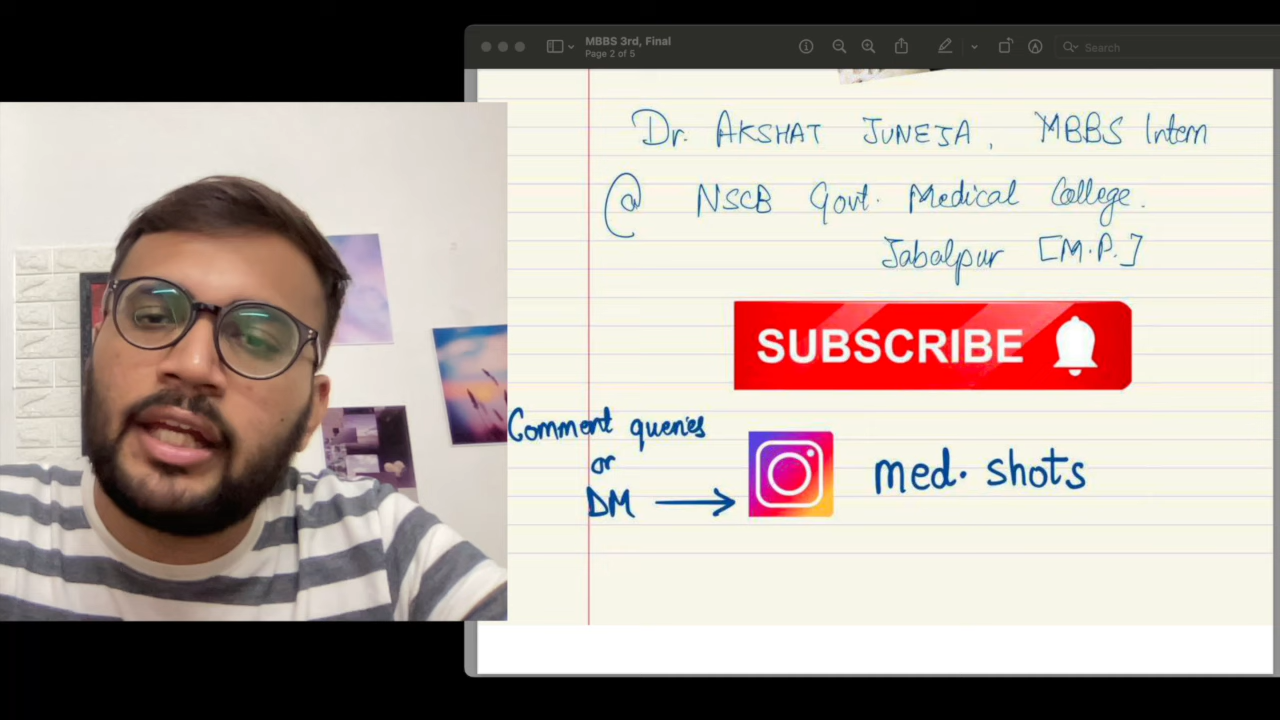 MBBS 3rd, Final
Page 2 of 5
Search
Dr. AKSHAT JUNEJA, MBBS Intern
@ NSCB Govt. Medical College.
Jabalpur [M.P.]
SUBSCRIBE
Comment queries
or
DM
med. shots